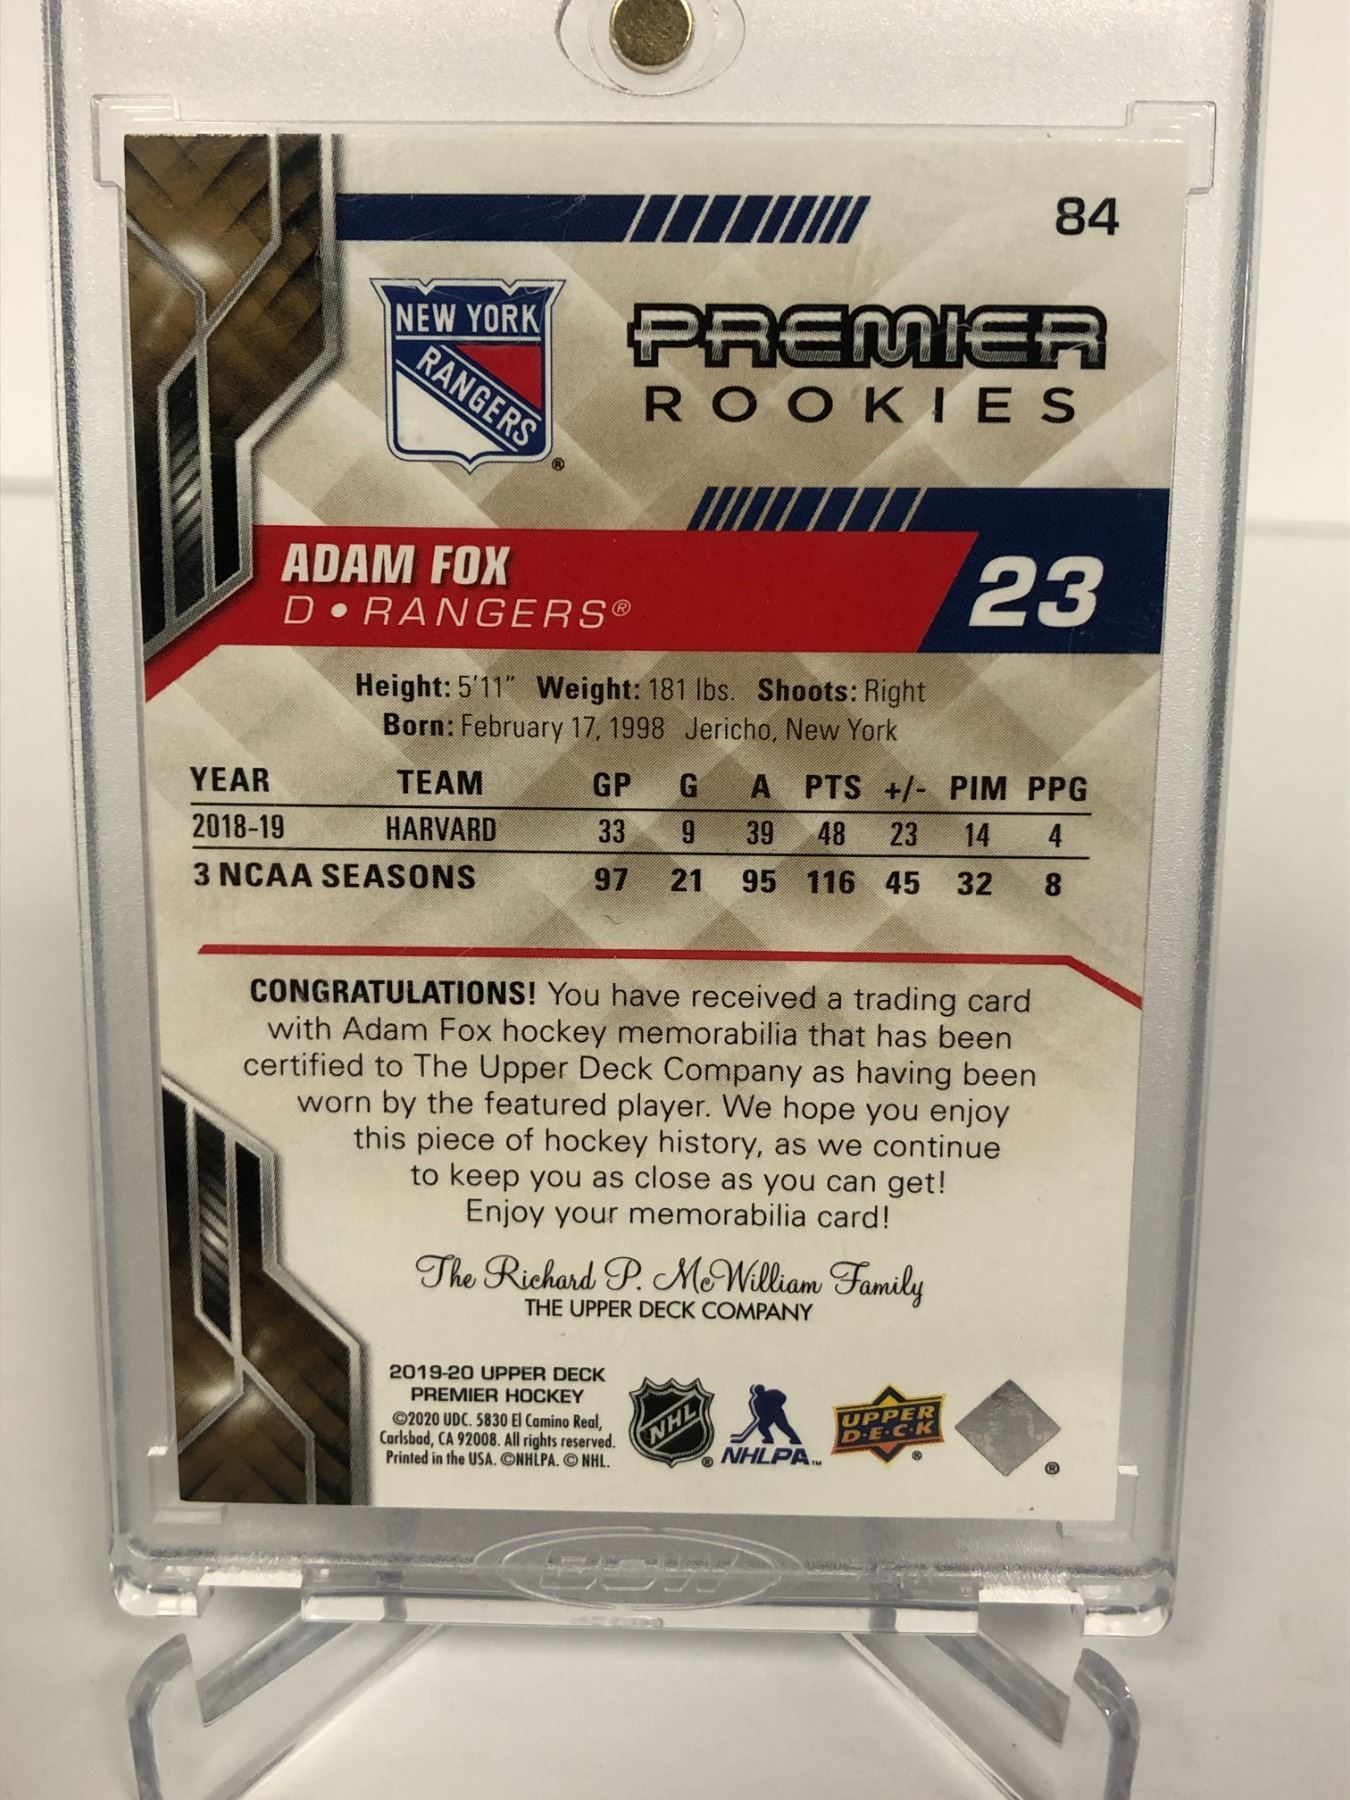 84
NEW YORK
RANGERS
®
PREMIER
ROOKIES
ADAM FOX
23
D • RANGERS®
Height: 5'11" Weight: 181 lbs. Shoots: Right
Born: February 17, 1998 Jericho, New York
YEAR TEAM GP G A PTS +/- PIM PPG
2018-19 HARVARD 33 9 39 48 23 14 4
3 NCAA SEASONS 97 21 95 116 45 32 8
CONGRATULATIONS! You have received a trading card
with Adam Fox hockey memorabilia that has been
certified to The Upper Deck Company as having been
worn by the featured player. We hope you enjoy
this piece of hockey history, as we continue
to keep you as close as you can get!
Enjoy your memorabilia card!
The Richard P. McWilliam Family
THE UPPER DECK COMPANY
2019-20 UPPER DECK
PREMIER HOCKEY
©2020 UDC. 5830 El Camino Real,
Carlsbad, CA 92008. All rights reserved.
Printed in the USA. ©NHLPA. © NHL.
NHL ®
NHLPA™
UPPER
D•E•C•K ®
®
BCW